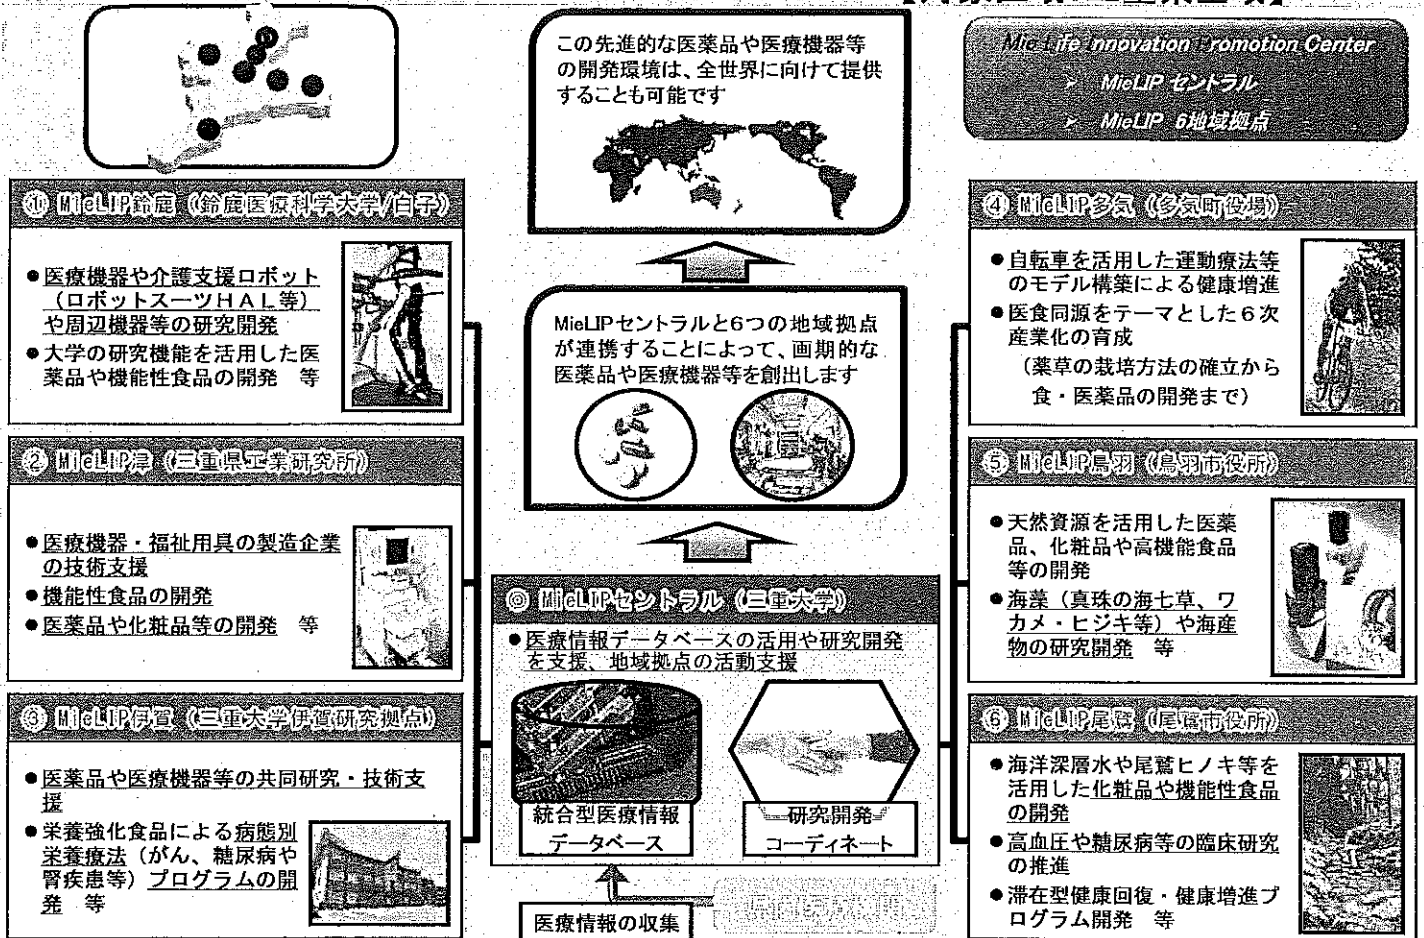 この先進的な医薬品や医療機器等
の開発環境は、全世界に向けて提供
することも可能です
Mie Life Innovation Promotion Center
➢ MieLIP セントラル
➢ MieLIP 6地域拠点
① MieLIP鈴鹿（鈴鹿医療科学大学/白子）
●医療機器や介護支援ロボット
（ロボットスーツＨＡＬ等）
や周辺機器等の研究開発
●大学の研究機能を活用した医
薬品や機能性食品の開発　等
② MieLIP津（三重県工業研究所）
●医療機器・福祉用具の製造企業
の技術支援
●機能性食品の開発
●医薬品や化粧品等の開発　等
③ MieLIP伊賀（三重大学伊賀研究拠点）
●医薬品や医療機器等の共同研究・技術支
援
●栄養強化食品による病態別
栄養療法（がん、糖尿病や
腎疾患等）プログラムの開
発　等
MieLIPセントラルと6つの地域拠点
が連携することによって、画期的な
医薬品や医療機器等を創出します
◎ MieLIPセントラル（三重大学）
●医療情報データベースの活用や研究開発
を支援、地域拠点の活動支援
統合型医療情報
データベース
研究開発
コーディネート
医療情報の収集
④ MieLIP多気（多気町役場）
●自転車を活用した運動療法等
のモデル構築による健康増進
●医食同源をテーマとした６次
産業化の育成
（薬草の栽培方法の確立から
食・医薬品の開発まで）
⑤ MieLIP鳥羽（鳥羽市役所）
●天然資源を活用した医薬
品、化粧品や高機能食品
等の開発
●海藻（真珠の海七草、ワ
カメ・ヒジキ等）や海産
物の研究開発　等
⑥ MieLIP尾鷲（尾鷲市役所）
●海洋深層水や尾鷲ヒノキ等を
活用した化粧品や機能性食品
の開発
●高血圧や糖尿病等の臨床研究
の推進
●滞在型健康回復・健康増進プ
ログラム開発　等